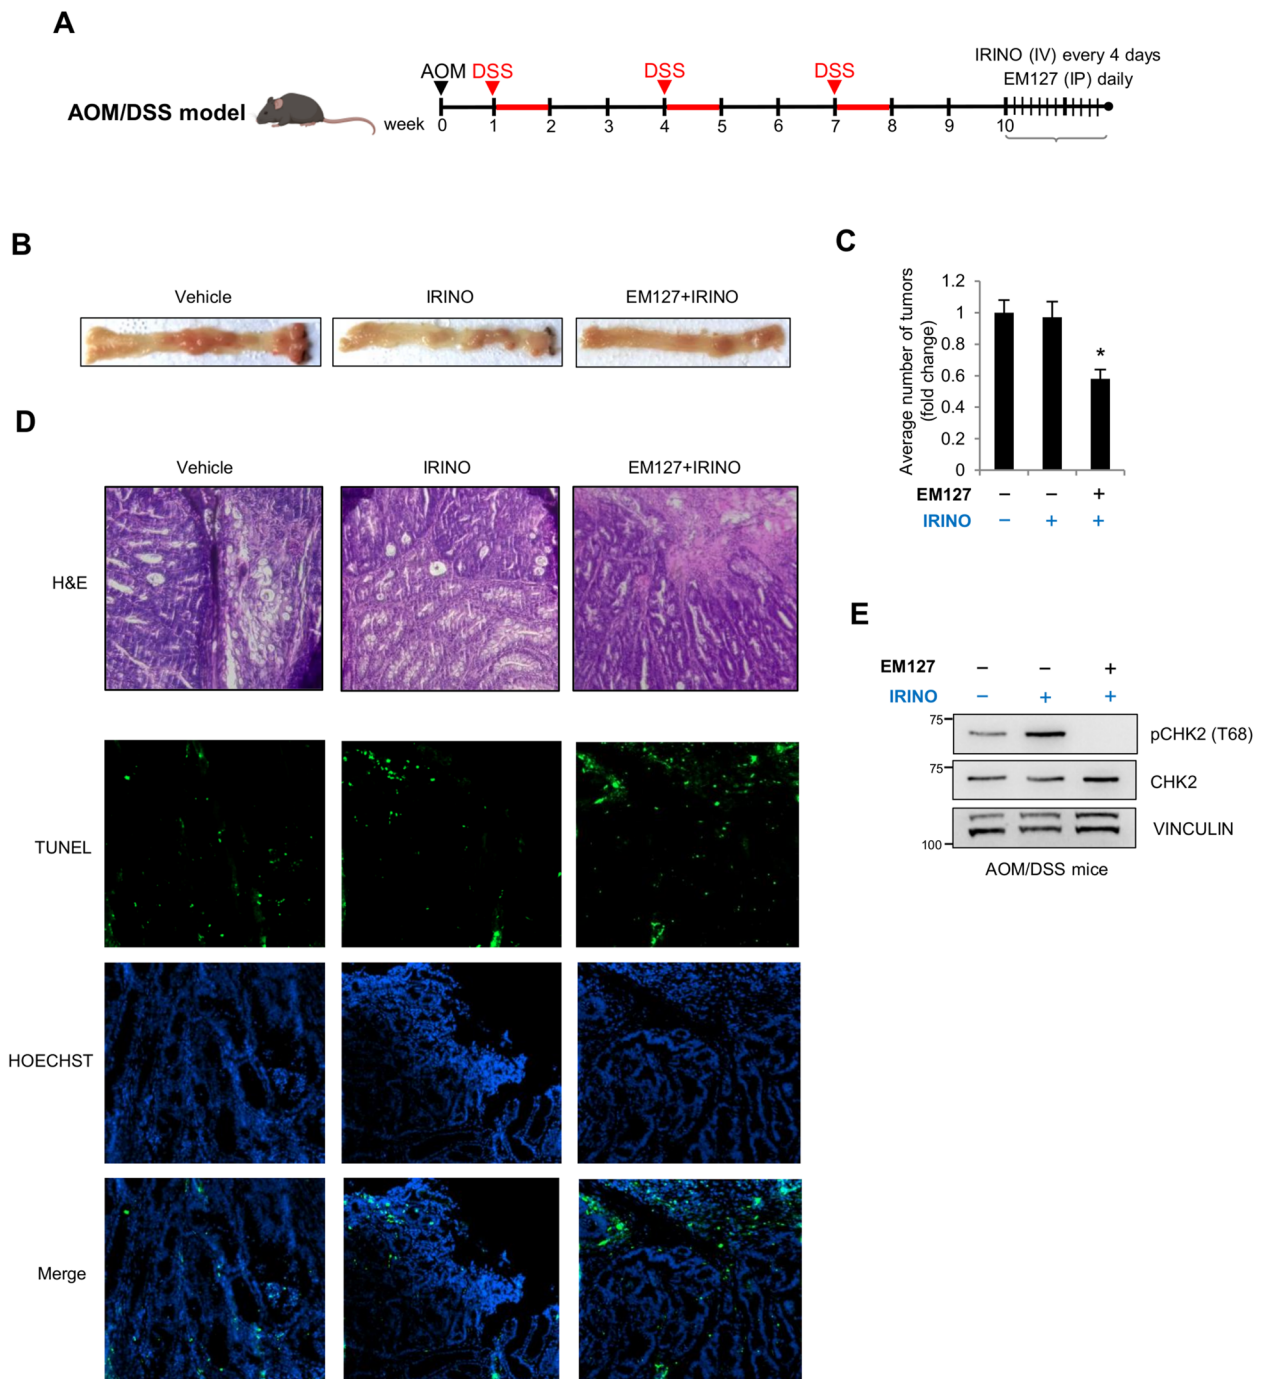 A
IRINO (IV) every 4 days
EM127 (IP) daily
AOM DSS DSS DSS
AOM/DSS model
week 0 1 2 3 4 5 6 7 8 9 10
B
Vehicle IRINO EM127+IRINO
C
Average number of tumors
(fold change)
1.2
1
0.8
0.6
0.4
0.2
0
*
EM127 – – +
IRINO – + +
D
Vehicle IRINO EM127+IRINO
H&E
TUNEL
HOECHST
Merge
E
EM127 – – +
IRINO – + +
75
pCHK2 (T68)
75
CHK2
VINCULIN
100
AOM/DSS mice